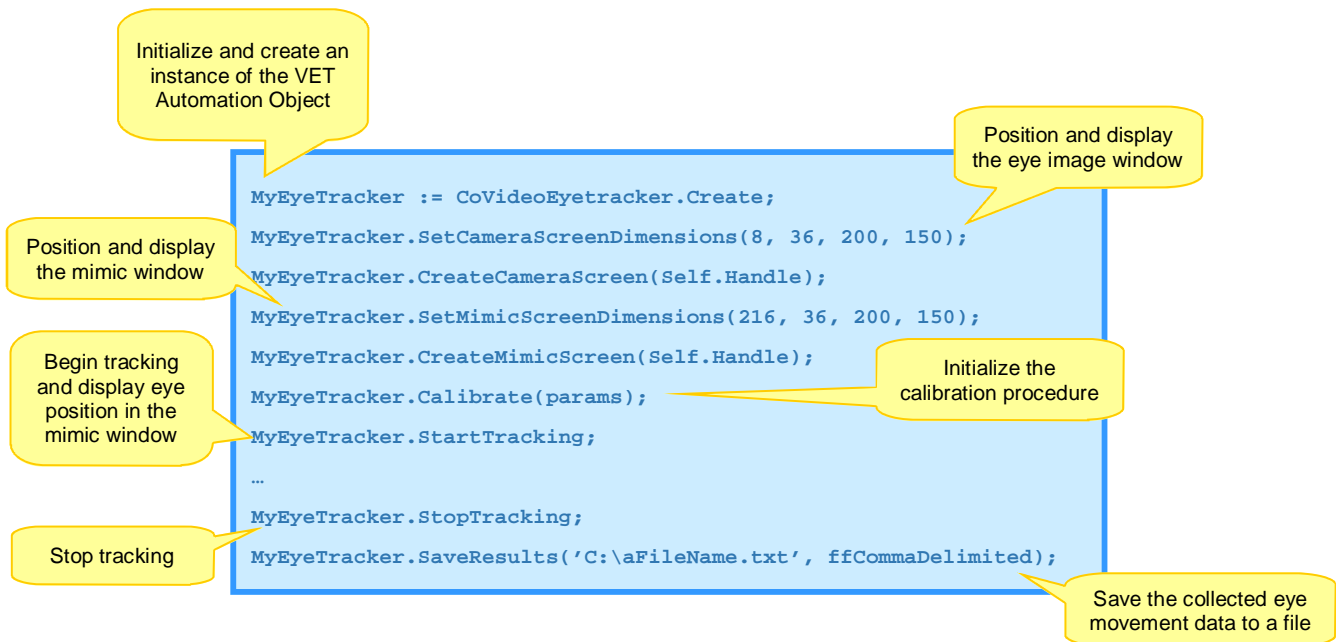 Initialize and create an
instance of the VET
Automation Object
Position and display
the eye image window
MyEyeTracker := CoVideoEyetracker.Create;
MyEyeTracker.SetCameraScreenDimensions(8, 36, 200, 150);
Position and display
the mimic window
MyEyeTracker.CreateCameraScreen(Self.Handle);
MyEyeTracker.SetMimicScreenDimensions(216, 36, 200, 150);
MyEyeTracker.CreateMimicScreen(Self.Handle);
Begin tracking
and display eye
position in the
mimic window
Initialize the
calibration procedure
MyEyeTracker.Calibrate(params);
MyEyeTracker.StartTracking;
…
MyEyeTracker.StopTracking;
Stop tracking
MyEyeTracker.SaveResults(’C:\aFileName.txt’, ffCommaDelimited);
Save the collected eye
movement data to a file